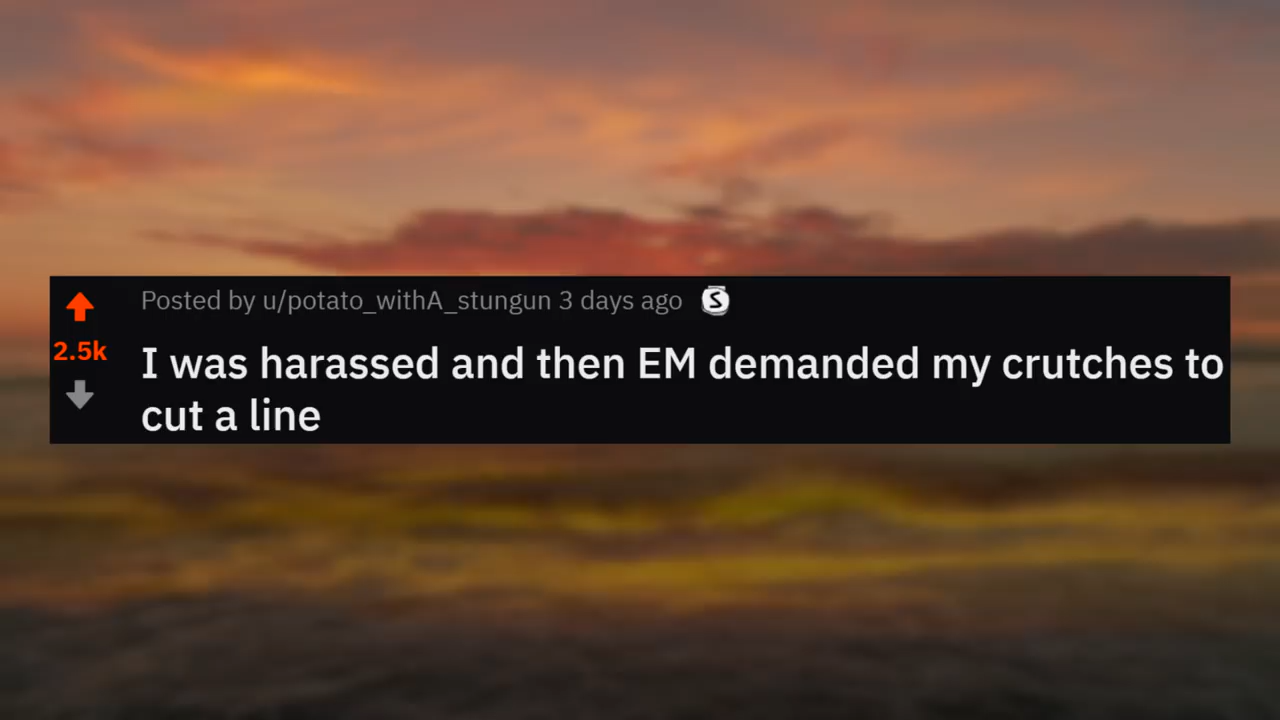 Posted by u/potato_withA_stungun 3 days ago S
2.5k
I was harassed and then EM demanded my crutches to
cut a line